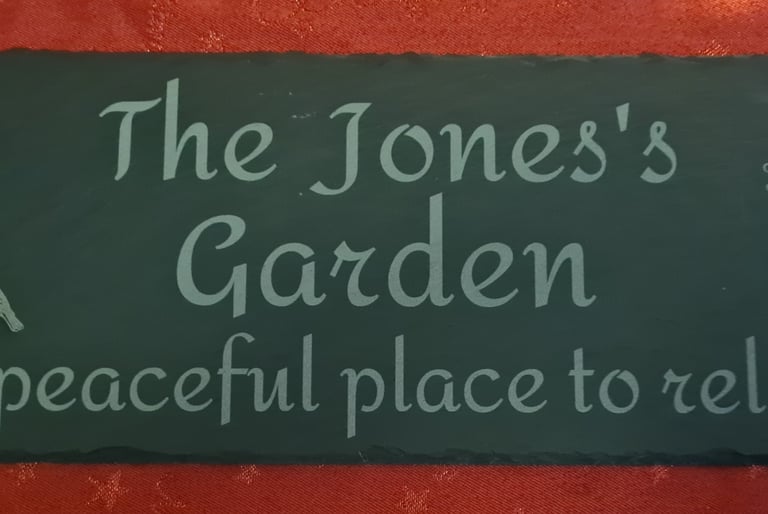 The Jones's
Garden
peaceful place to rel